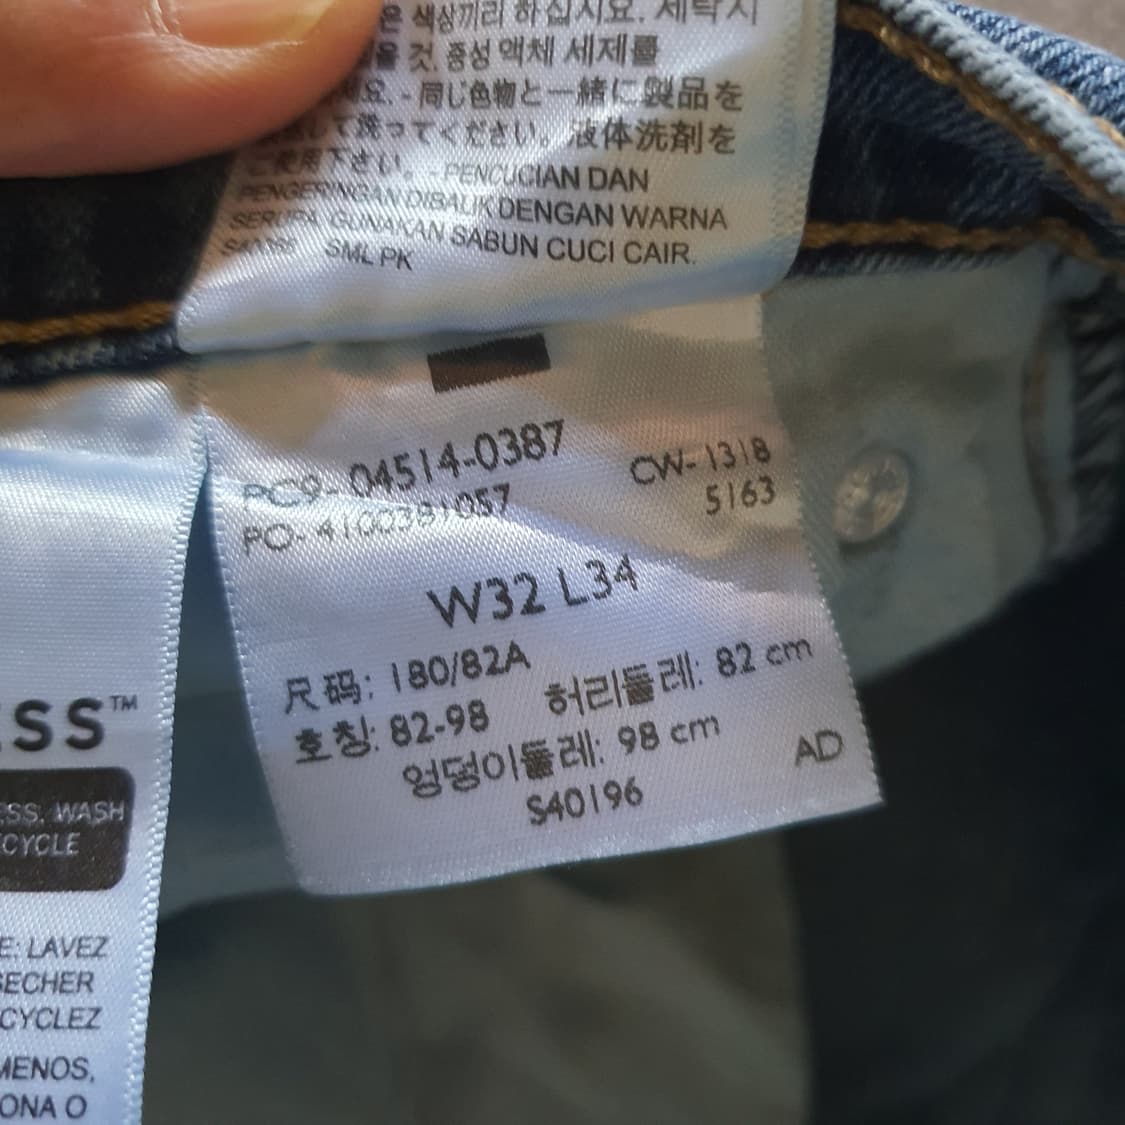 은 색상끼리 하십시오. 세탁시
을 것. 중성 액체 세제를
요. - 同じ色物と一緒に製品を
して洗ってください。液体洗剤を
ご使用下さい。 - PENCUCIAN DAN
PENGERINGAN DIBALIK DENGAN WARNA
SERUPA GUNAKAN SABUN CUCI CAIR.
SML PK
PC9- 04514-0387 CW- 1318
PO- 4100381057 5163
W32 L34
尺码: 180/82A
호칭: 82-98 허리둘레: 82 cm
엉덩이둘레: 98 cm
S40196 AD
ESS™
ESS. WASH
ECYCLE
E: LAVEZ
SECHER
CYCLEZ
MENOS,
ONA O